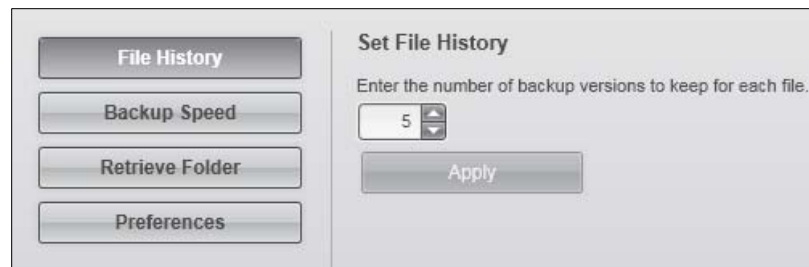 File History
Backup Speed
Retrieve Folder
Preferences
Set File History
Enter the number of backup versions to keep for each file.
5
Apply